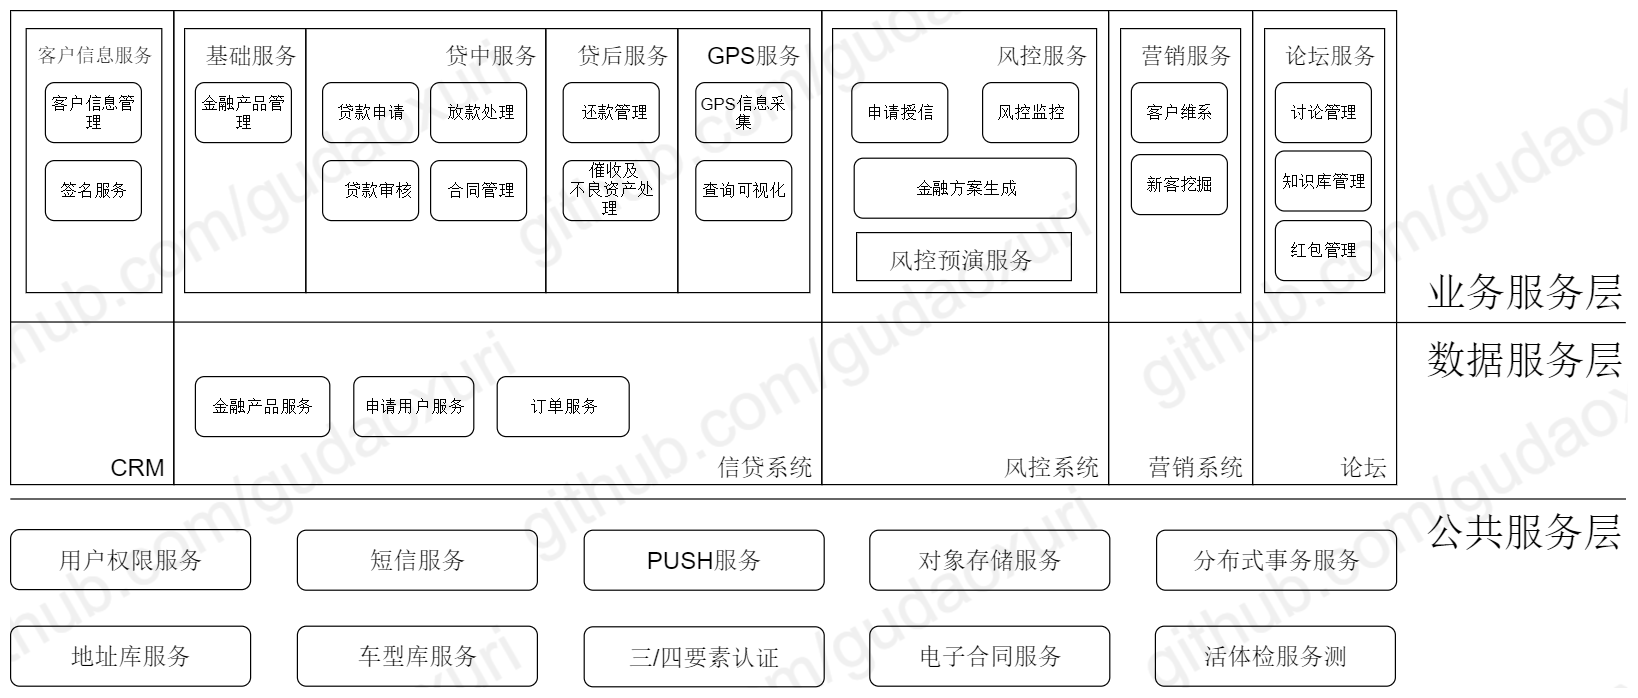 客户信息服务
客户信息管
理
签名服务
基础服务
金融产品管
理
贷中服务
贷款申请
放款处理
贷款审核
合同管理
贷后服务
还款管理
催收及
不良资产处
理
GPS服务
GPS信息采
集
查询可视化
风控服务
申请授信
风控监控
金融方案生成
风控预演服务
营销服务
客户维系
新客挖掘
论坛服务
讨论管理
知识库管理
红包管理
业务服务层
数据服务层
金融产品服务
申请用户服务
订单服务
CRM
信贷系统
风控系统
营销系统
论坛
公共服务层
用户权限服务
短信服务
PUSH服务
对象存储服务
分布式事务服务
地址库服务
车型库服务
三/四要素认证
电子合同服务
活体检服务测
github.com/gudaoxuri